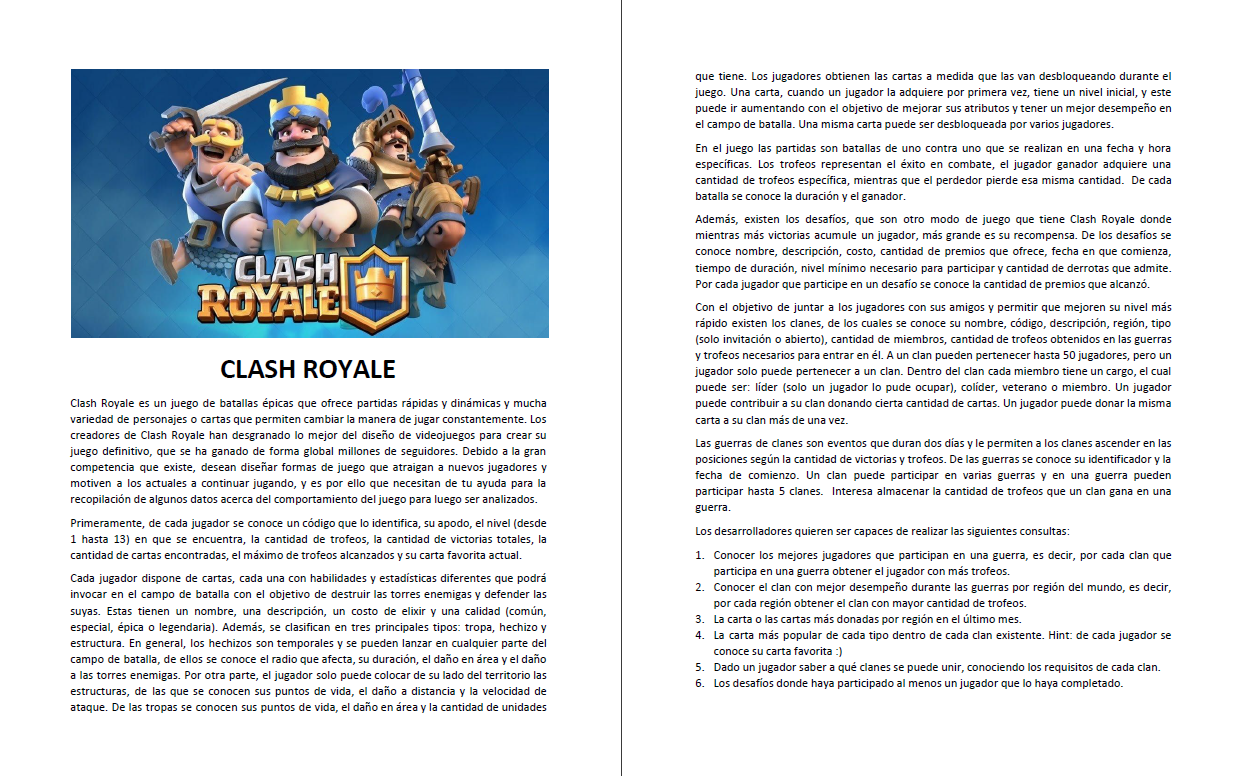 CLASH
ROYALE
CLASH ROYALE
Clash Royale es un juego de batallas épicas que ofrece partidas rápidas y dinámicas y mucha
variedad de personajes o cartas que permiten cambiar la manera de jugar constantemente. Los
creadores de Clash Royale han desgranado lo mejor del diseño de videojuegos para crear su
juego definitivo, que se ha ganado de forma global millones de seguidores. Debido a la gran
competencia que existe, desean diseñar formas de juego que atraigan a nuevos jugadores y
motiven a los actuales a continuar jugando, y es por ello que necesitan de tu ayuda para la
recopilación de algunos datos acerca del comportamiento del juego para luego ser analizados.
Primeramente, de cada jugador se conoce un código que lo identifica, su apodo, el nivel (desde
1 hasta 13) en que se encuentra, la cantidad de trofeos, la cantidad de victorias totales, la
cantidad de cartas encontradas, el máximo de trofeos alcanzados y su carta favorita actual.
Cada jugador dispone de cartas, cada una con habilidades y estadísticas diferentes que podrá
invocar en el campo de batalla con el objetivo de destruir las torres enemigas y defender las
suyas. Estas tienen un nombre, una descripción, un costo de elixir y una calidad (común,
especial, épica o legendaria). Además, se clasifican en tres principales tipos: tropa, hechizo y
estructura. En general, los hechizos son temporales y se pueden lanzar en cualquier parte del
campo de batalla, de ellos se conoce el radio que afecta, su duración, el daño en área y el daño
a las torres enemigas. Por otra parte, el jugador solo puede colocar de su lado del territorio las
estructuras, de las que se conocen sus puntos de vida, el daño a distancia y la velocidad de
ataque. De las tropas se conocen sus puntos de vida, el daño en área y la cantidad de unidades
que tiene. Los jugadores obtienen las cartas a medida que las van desbloqueando durante el
juego. Una carta, cuando un jugador la adquiere por primera vez, tiene un nivel inicial, y este
puede ir aumentando con el objetivo de mejorar sus atributos y tener un mejor desempeño en
el campo de batalla. Una misma carta puede ser desbloqueada por varios jugadores.
En el juego las partidas son batallas de uno contra uno que se realizan en una fecha y hora
específicas. Los trofeos representan el éxito en combate, el jugador ganador adquiere una
cantidad de trofeos específica, mientras que el perdedor pierde esa misma cantidad. De cada
batalla se conoce la duración y el ganador.
Además, existen los desafíos, que son otro modo de juego que tiene Clash Royale donde
mientras más victorias acumule un jugador, más grande es su recompensa. De los desafíos se
conoce nombre, descripción, costo, cantidad de premios que ofrece, fecha en que comienza,
tiempo de duración, nivel mínimo necesario para participar y cantidad de derrotas que admite.
Por cada jugador que participe en un desafío se conoce la cantidad de premios que alcanzó.
Con el objetivo de juntar a los jugadores con sus amigos y permitir que mejoren su nivel más
rápido existen los clanes, de los cuales se conoce su nombre, código, descripción, región, tipo
(solo invitación o abierto), cantidad de miembros, cantidad de trofeos obtenidos en las guerras
y trofeos necesarios para entrar en él. A un clan pueden pertenecer hasta 50 jugadores, pero un
jugador solo puede pertenecer a un clan. Dentro del clan cada miembro tiene un cargo, el cual
puede ser: líder (solo un jugador lo pude ocupar), colíder, veterano o miembro. Un jugador
puede contribuir a su clan donando cierta cantidad de cartas. Un jugador puede donar la misma
carta a su clan más de una vez.
Las guerras de clanes son eventos que duran dos días y le permiten a los clanes ascender en las
posiciones según la cantidad de victorias y trofeos. De las guerras se conoce su identificador y la
fecha de comienzo. Un clan puede participar en varias guerras y en una guerra pueden
participar hasta 5 clanes. Interesa almacenar la cantidad de trofeos que un clan gana en una
guerra.
Los desarrolladores quieren ser capaces de realizar las siguientes consultas:
1. Conocer los mejores jugadores que participan en una guerra, es decir, por cada clan que
participa en una guerra obtener el jugador con más trofeos.
2. Conocer el clan con mejor desempeño durante las guerras por región del mundo, es decir,
por cada región obtener el clan con mayor cantidad de trofeos.
3. La carta o las cartas más donadas por región en el último mes.
4. La carta más popular de cada tipo dentro de cada clan existente. Hint: de cada jugador se
conoce su carta favorita :)
5. Dado un jugador saber a qué clanes se puede unir, conociendo los requisitos de cada clan.
6. Los desafíos donde haya participado al menos un jugador que lo haya completado.